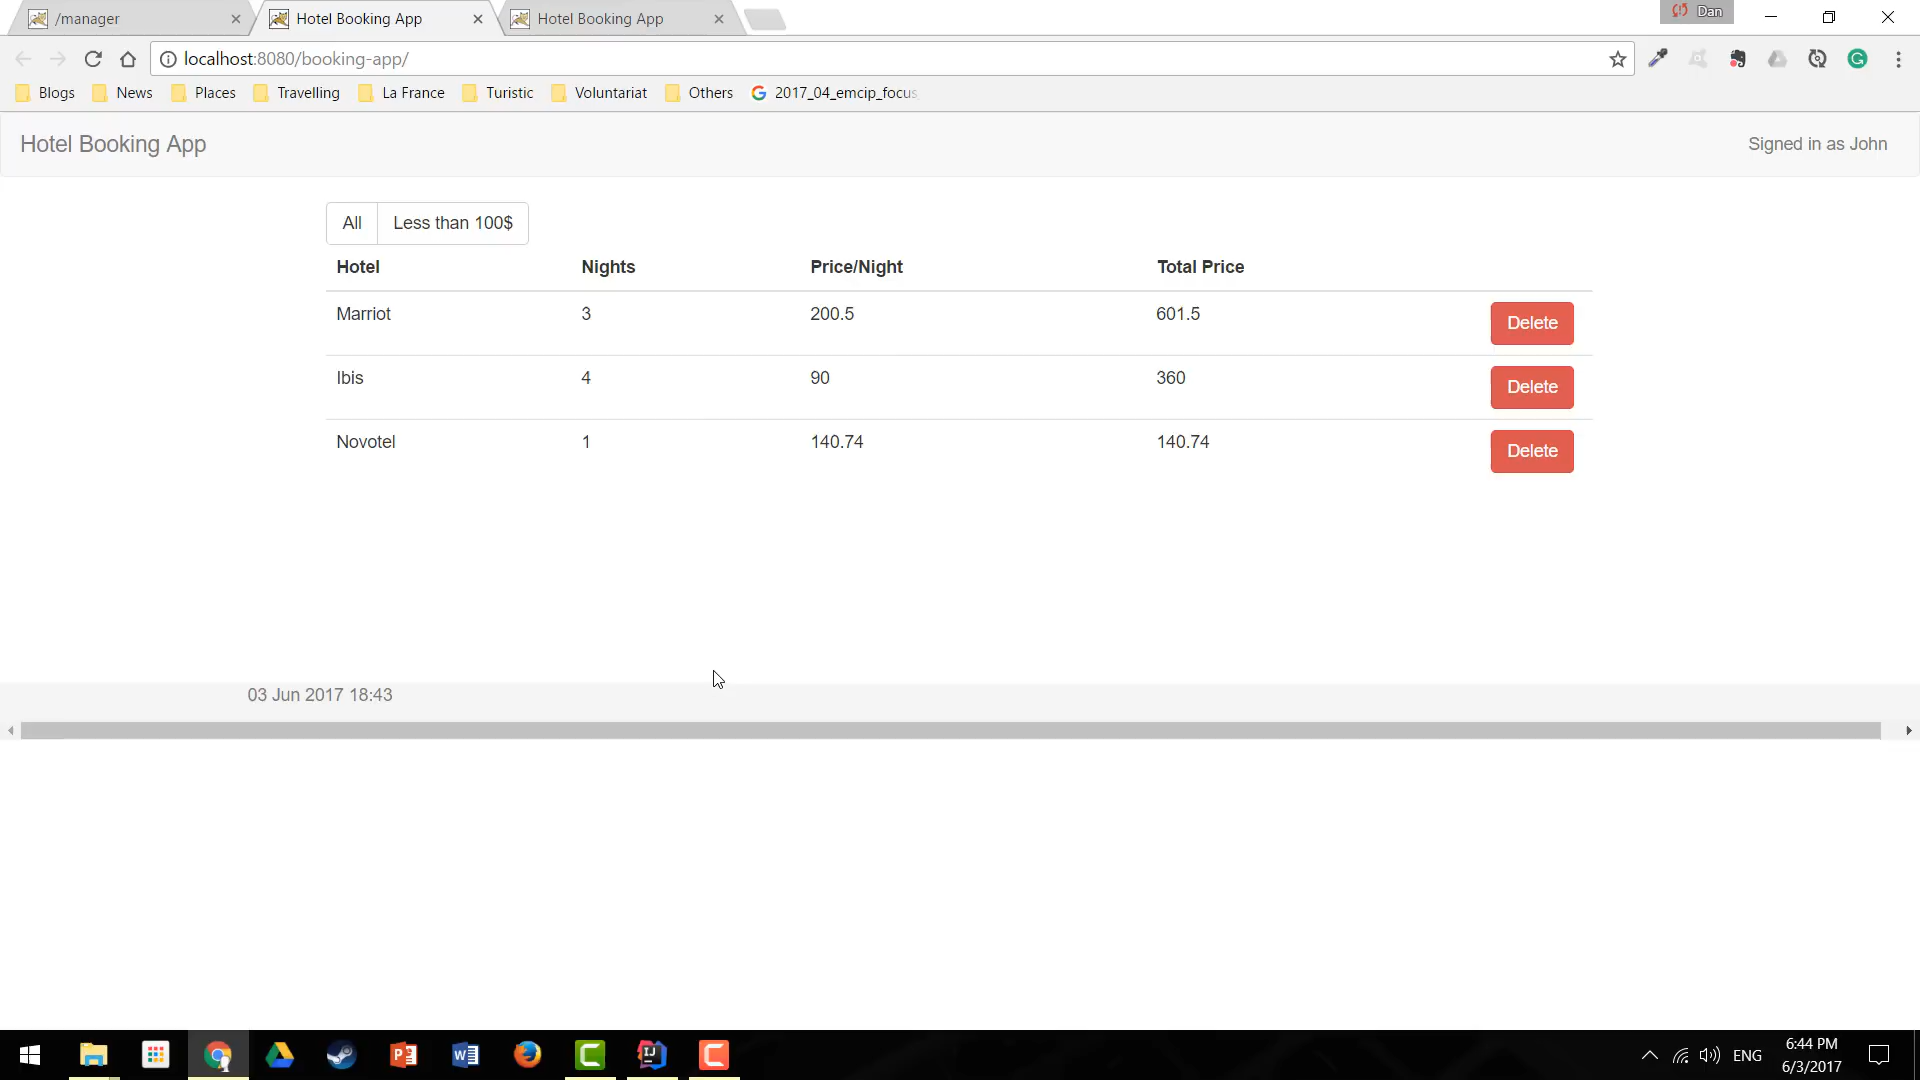 /manager
Hotel Booking App
Hotel Booking App
Dan
localhost:8080/booking-app/
Blogs News Places Travelling La France Turistic Voluntariat Others 2017_04_emcip_focus
Hotel Booking App
Signed in as John
All Less than 100$
Hotel Nights Price/Night Total Price
Marriot 3 200.5 601.5 Delete
Ibis 4 90 360 Delete
Novotel 1 140.74 140.74 Delete
03 Jun 2017 18:43
ENG
6:44 PM
6/3/2017